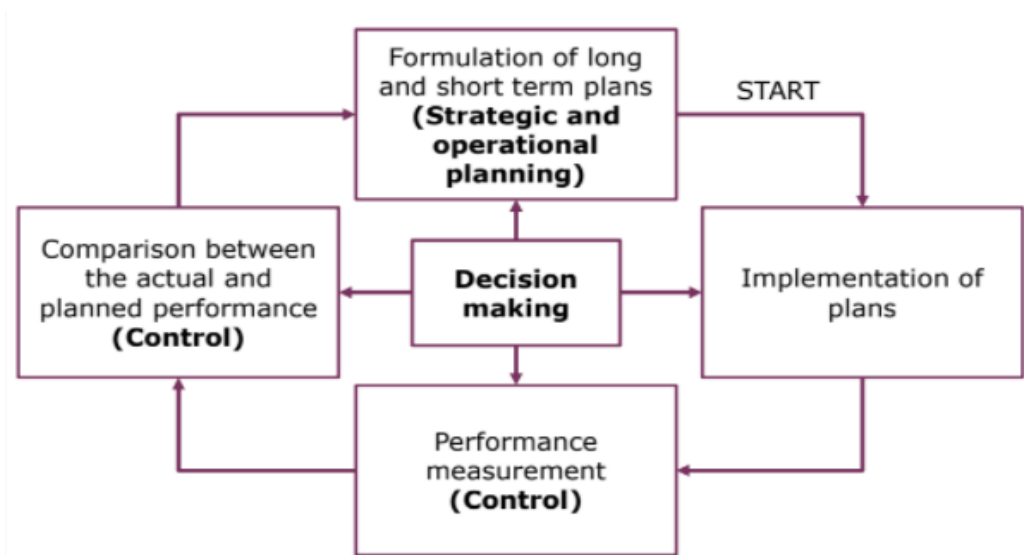 Formulation of long
and short term plans
(Strategic and
operational
planning)
START
Comparison between
the actual and
planned performance
(Control)
Decision
making
Implementation of
plans
Performance
measurement
(Control)